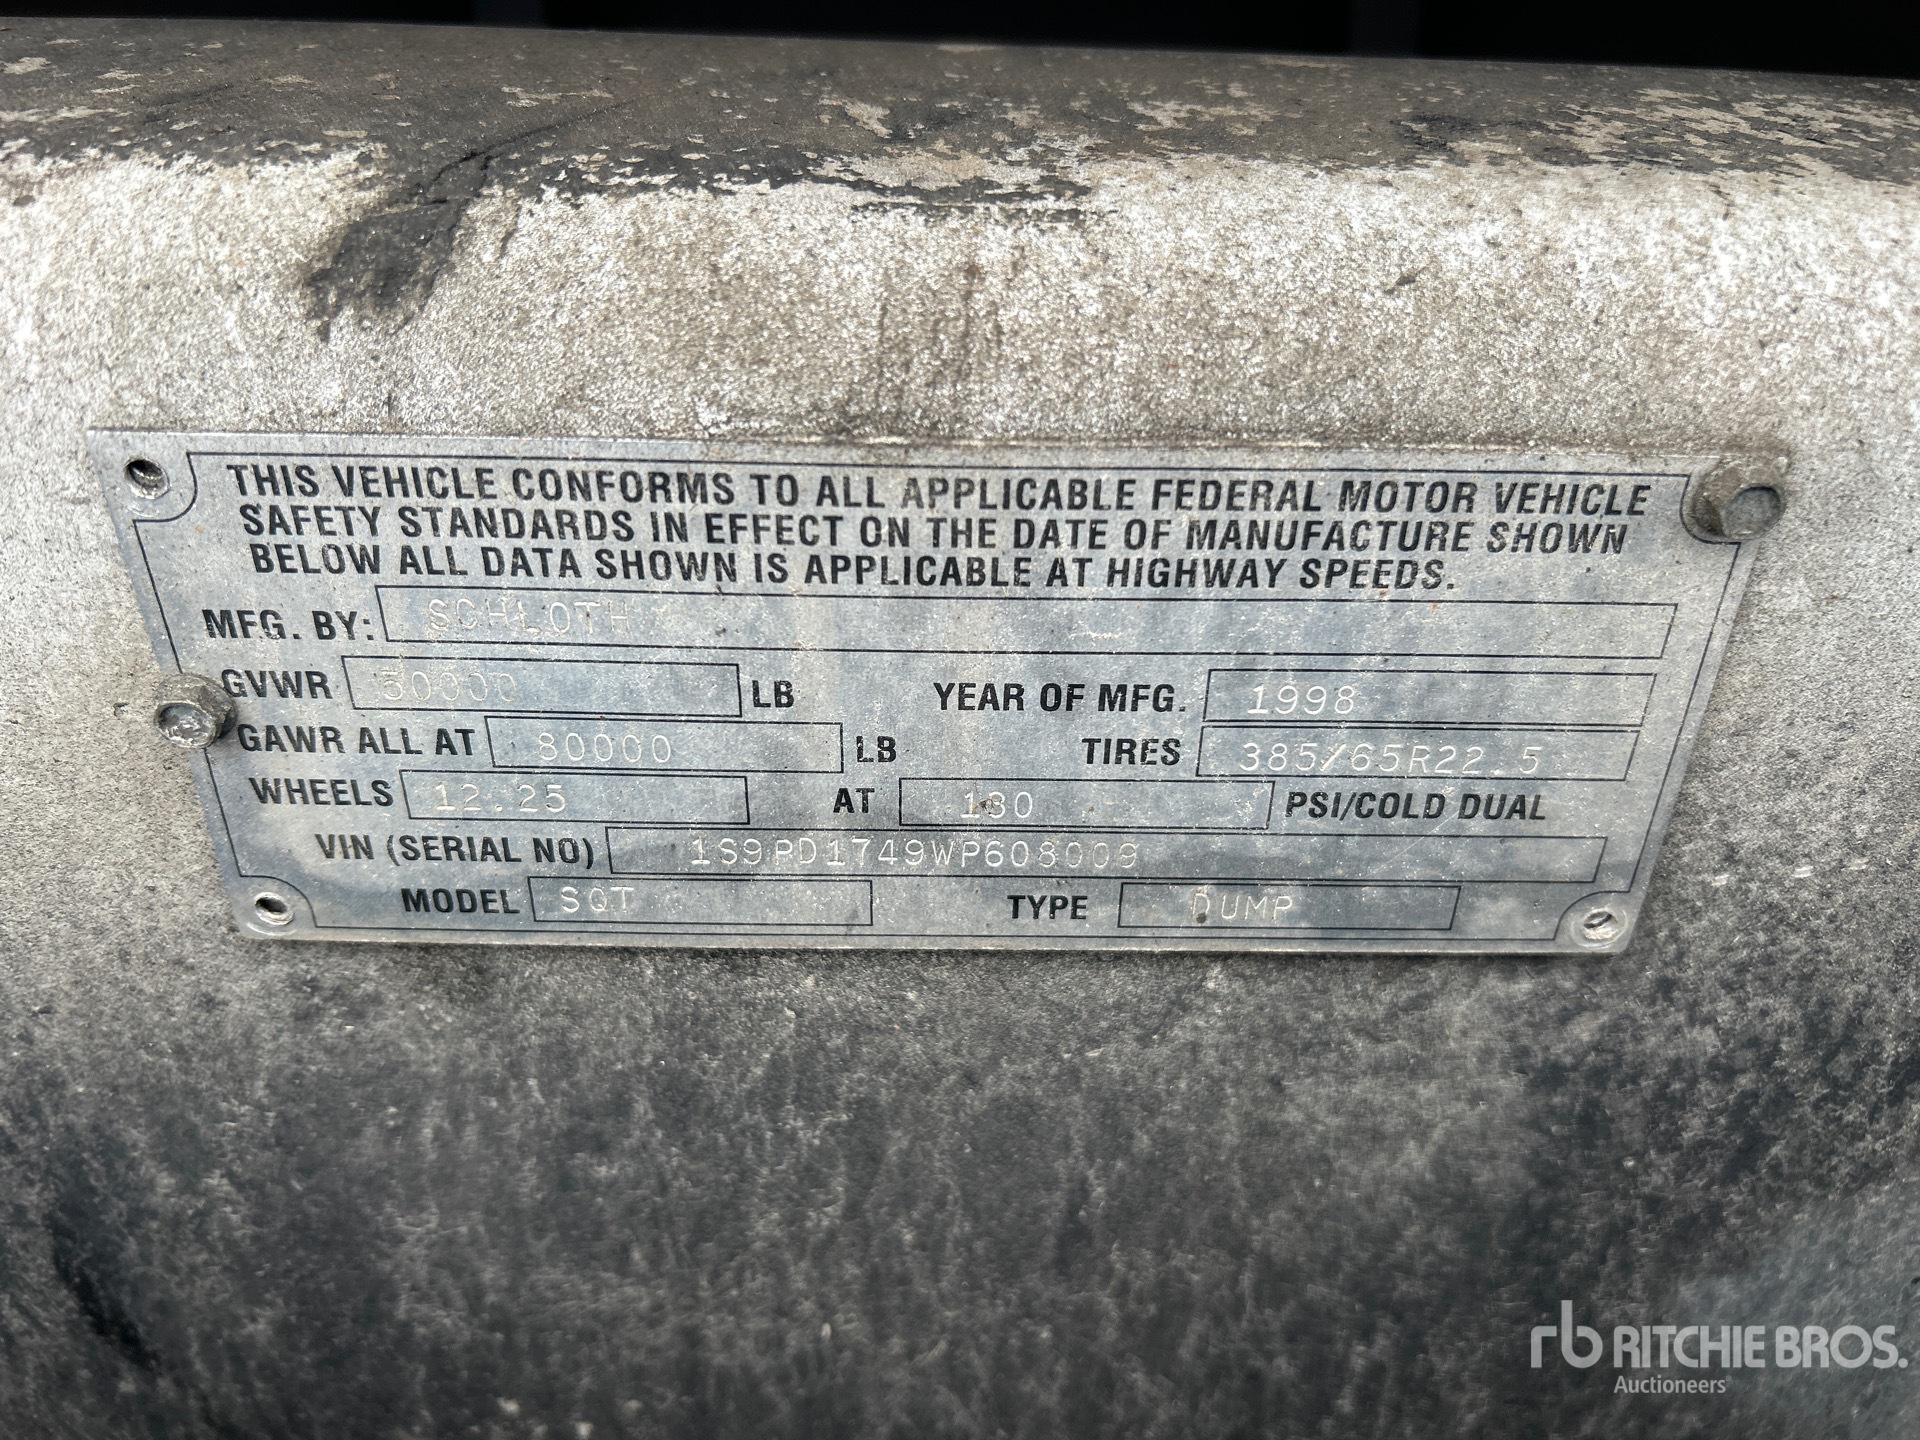 THIS VEHICLE CONFORMS TO ALL APPLICABLE FEDERAL MOTOR VEHICLE
SAFETY STANDARDS IN EFFECT ON THE DATE OF MANUFACTURE SHOWN
BELOW ALL DATA SHOWN IS APPLICABLE AT HIGHWAY SPEEDS.
MFG. BY: SCHLOTH
GVWR 50000 LB YEAR OF MFG. 1998
GAWR ALL AT 80000 LB TIRES 385/65R22.5
WHEELS 12.25 AT 130 PSI/COLD DUAL
VIN (SERIAL NO) 1S9PD1749WP608009
MODEL SQT TYPE DUMP
rb RITCHIE BROS.
Auctioneers